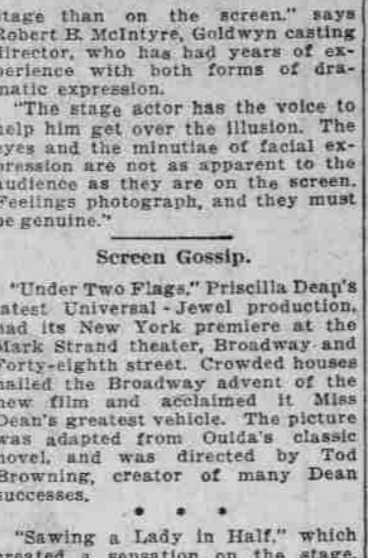 stage than on the screen." says
Robert B. McIntyre, Goldwyn casting
director, who has had years of ex-
perience with both forms of dra-
matic expression.
"The stage actor has the voice to
help him get over the illusion. The
eyes and the minutiae of facial ex-
pression are not as apparent to the
audience as they are on the screen.
Feelings photograph, and they must
be genuine."
Screen Gossip.
"Under Two Flags," Priscilla Dean's
latest Universal-Jewel production,
had its New York premiere at the
Mark Strand theater, Broadway and
Forty-eighth street. Crowded houses
hailed the Broadway advent of the
new film and acclaimed it Miss
Dean's greatest vehicle. The picture
was adapted from Ouida's classic
novel, and was directed by Tod
Browning, creator of many Dean
successes.
* * *
"Sawing a Lady in Half," which
created a sensation on the stage,